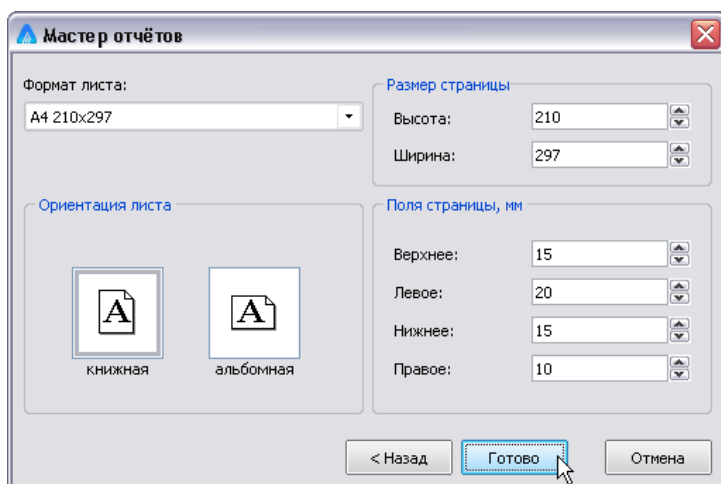 Мастер отчётов
Формат листа:
A4 210x297
Размер страницы
Высота: 210
Ширина: 297
Ориентация листа
A
A
книжная
альбомная
Поля страницы, мм
Верхнее: 15
Левое: 20
Нижнее: 15
Правое: 10
< Назад
Готово
Отмена